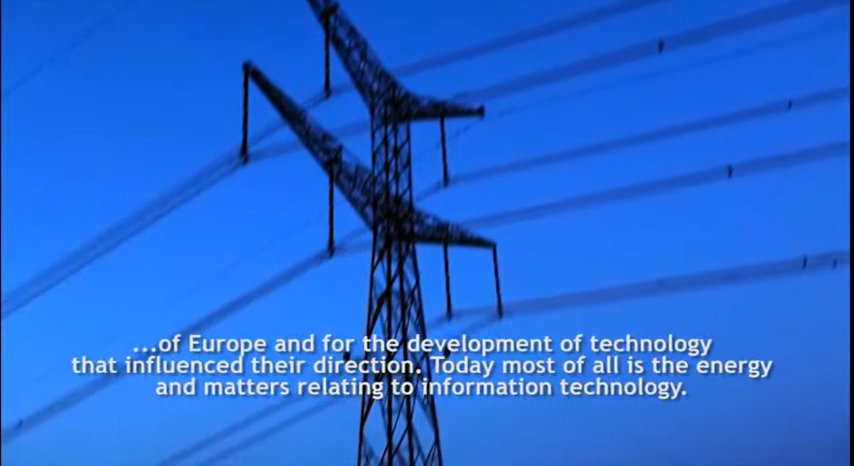 ...of Europe and for the development of technology
that influenced their direction. Today most of all is the energy
and matters relating to information technology.